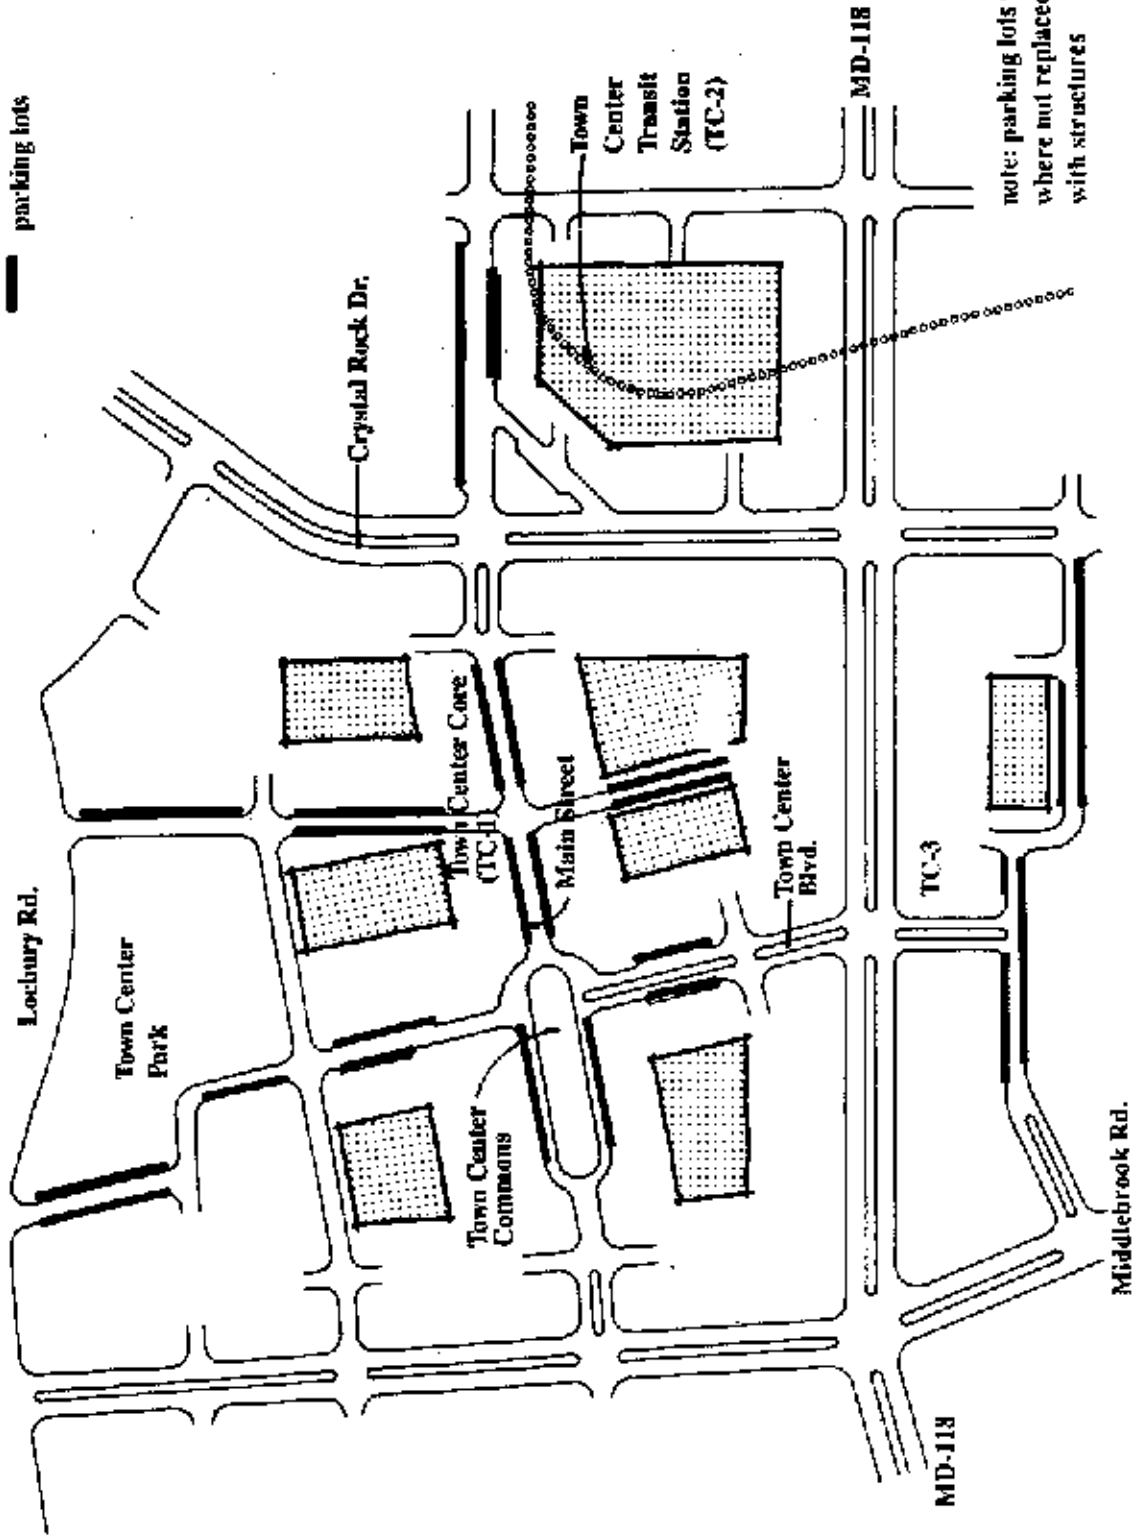 parking lots
Crystal Rock Dr.
Town
Center
Transit
Station
(TC-2)
MD-118
note: parking lots
where not replaced
with structures
Locbury Rd.
Town Center
Park
Town Center Core
(TC-1)
Main Street
Town Center
Blvd.
TC-3
Town Center
Commons
Middlebrook Rd.
MD-118